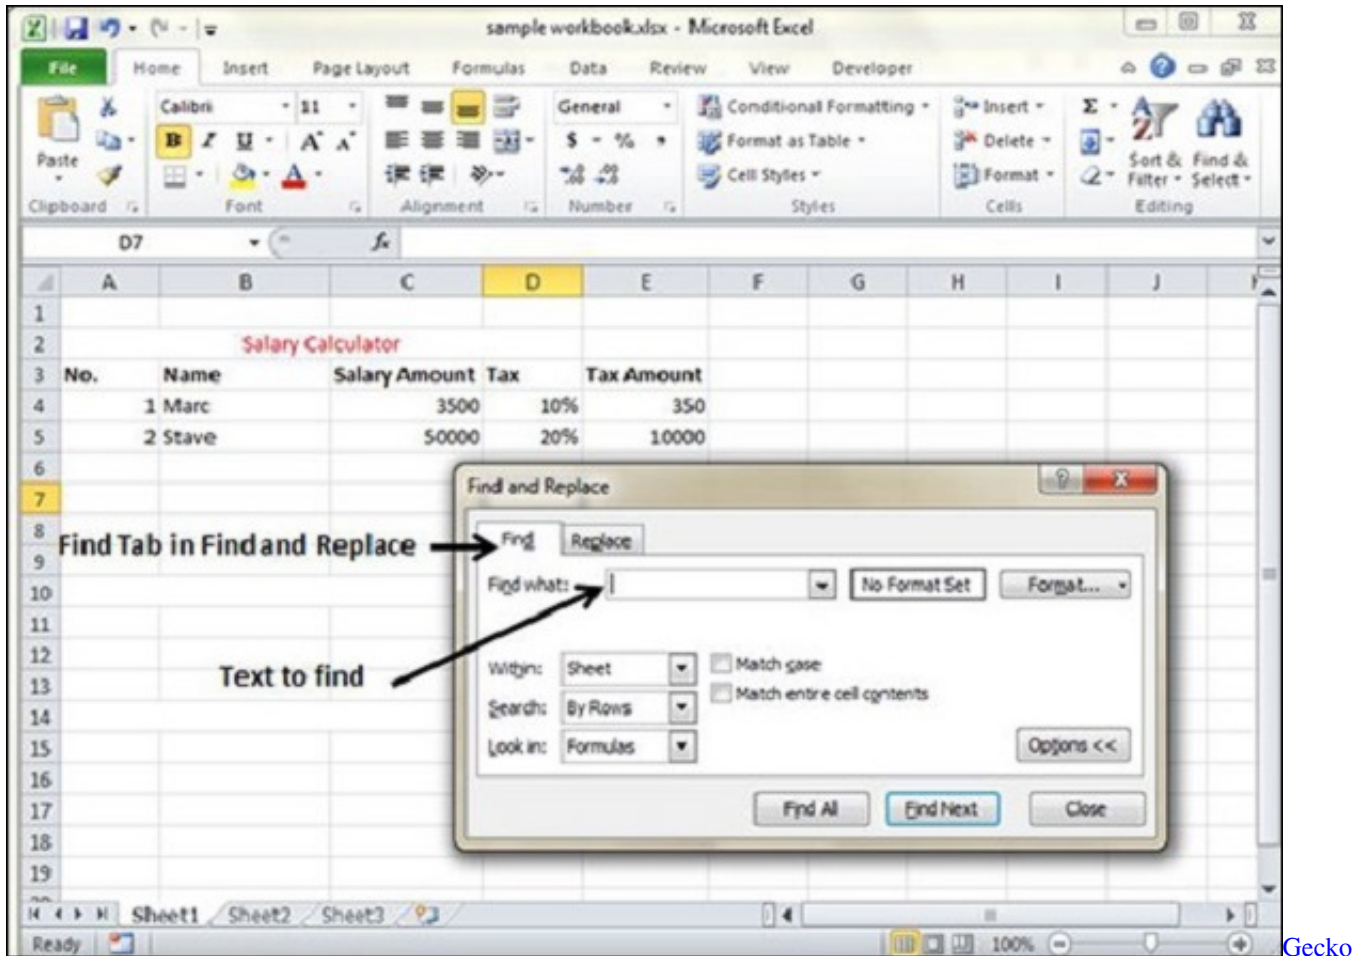 sample workbook.xlsx - Microsoft Excel
File Home Insert Page Layout Formulas Data Review View Developer
Calibri 11 General Conditional Formatting Insert Σ
B I U A A $ % , Format as Table Delete
Paste A Cell Styles Format Sort & Filter Find & Select
Clipboard Font Alignment Number Styles Cells Editing
D7 fx
A B C D E F G H I J
1
2 Salary Calculator
3 No. Name Salary Amount Tax Tax Amount
4 1 Marc 3500 10% 350
5 2 Stave 50000 20% 10000
6
7
8
9
10
11
12
13
14
15
16
17
18
19
Find and Replace
Find Tab in Find and Replace
Find Replace
Find what: No Format Set Format...
Text to find
Within: Sheet Match case
Match entire cell contents
Search: By Rows
Look in: Formulas Options <<
Find All Find Next Close
Sheet1 Sheet2 Sheet3
Ready 100%
Gecko